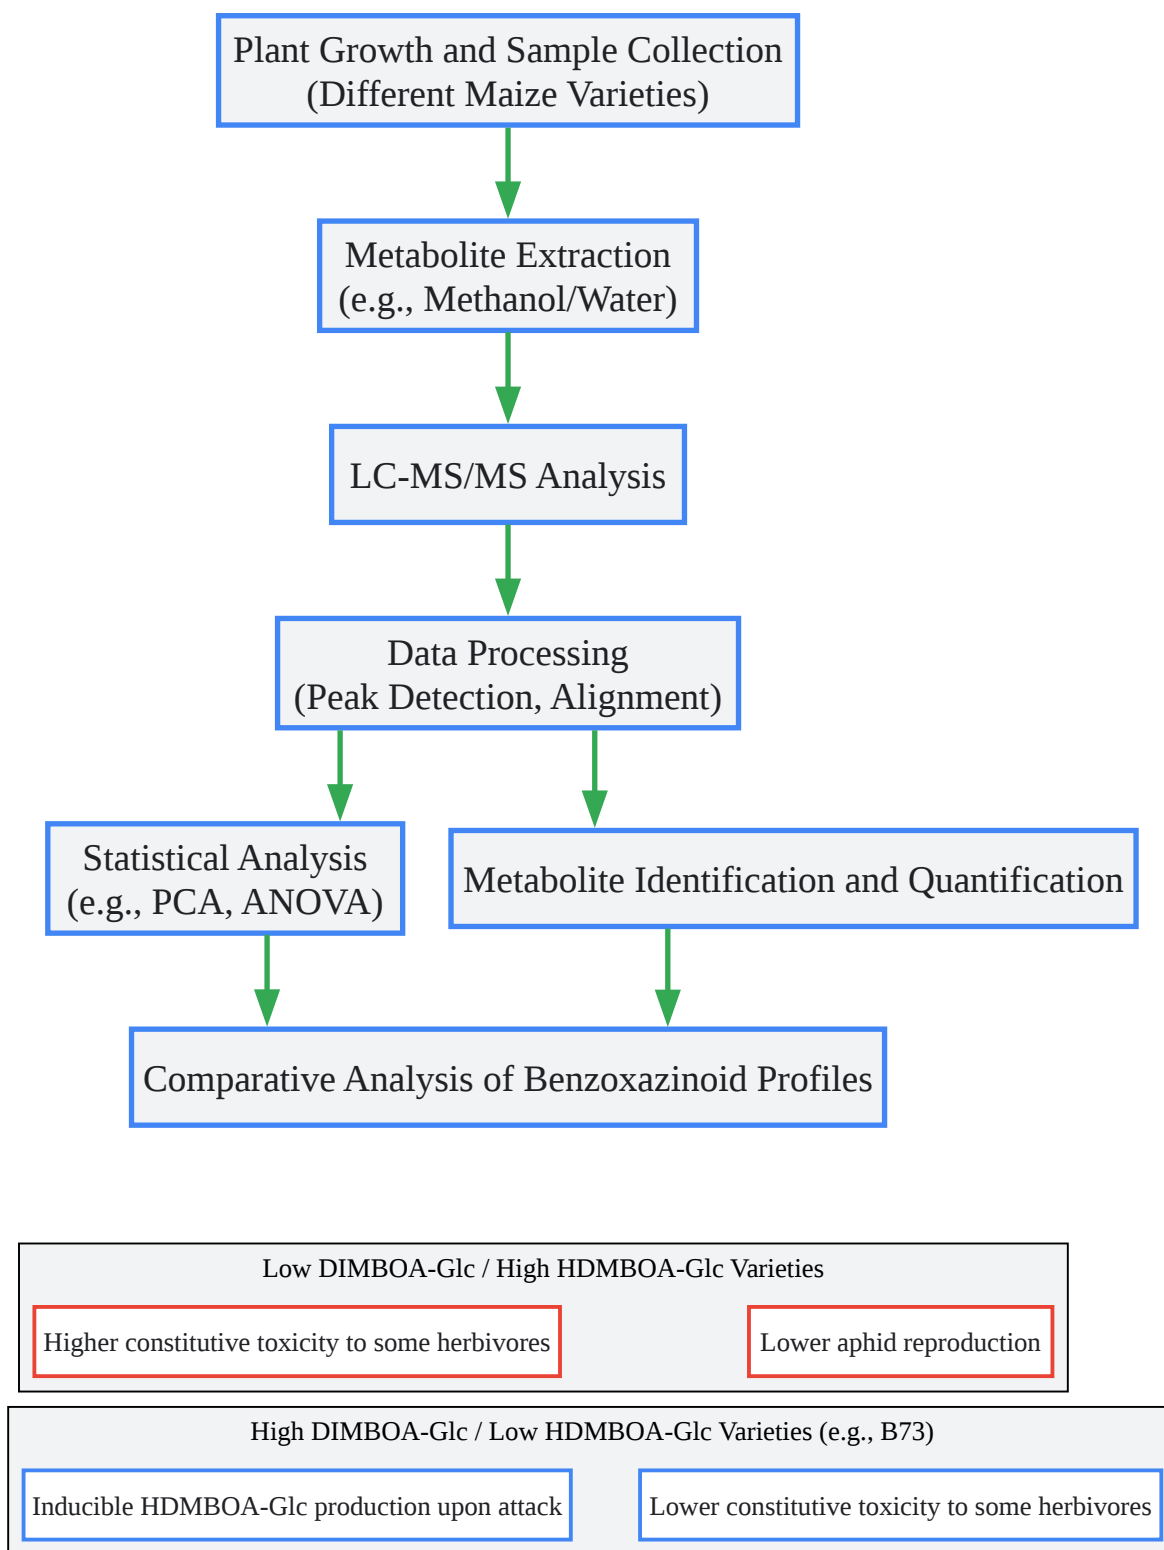 Plant Growth and Sample Collection
(Different Maize Varieties)
Metabolite Extraction
(e.g., Methanol/Water)
LC-MS/MS Analysis
Data Processing
(Peak Detection, Alignment)
Statistical Analysis
(e.g., PCA, ANOVA)
Metabolite Identification and Quantification
Comparative Analysis of Benzoxazinoid Profiles
Low DIMBOA-Glc / High HDMBOA-Glc Varieties
Higher constitutive toxicity to some herbivores
Lower aphid reproduction
High DIMBOA-Glc / Low HDMBOA-Glc Varieties (e.g., B73)
Inducible HDMBOA-Glc production upon attack
Lower constitutive toxicity to some herbivores